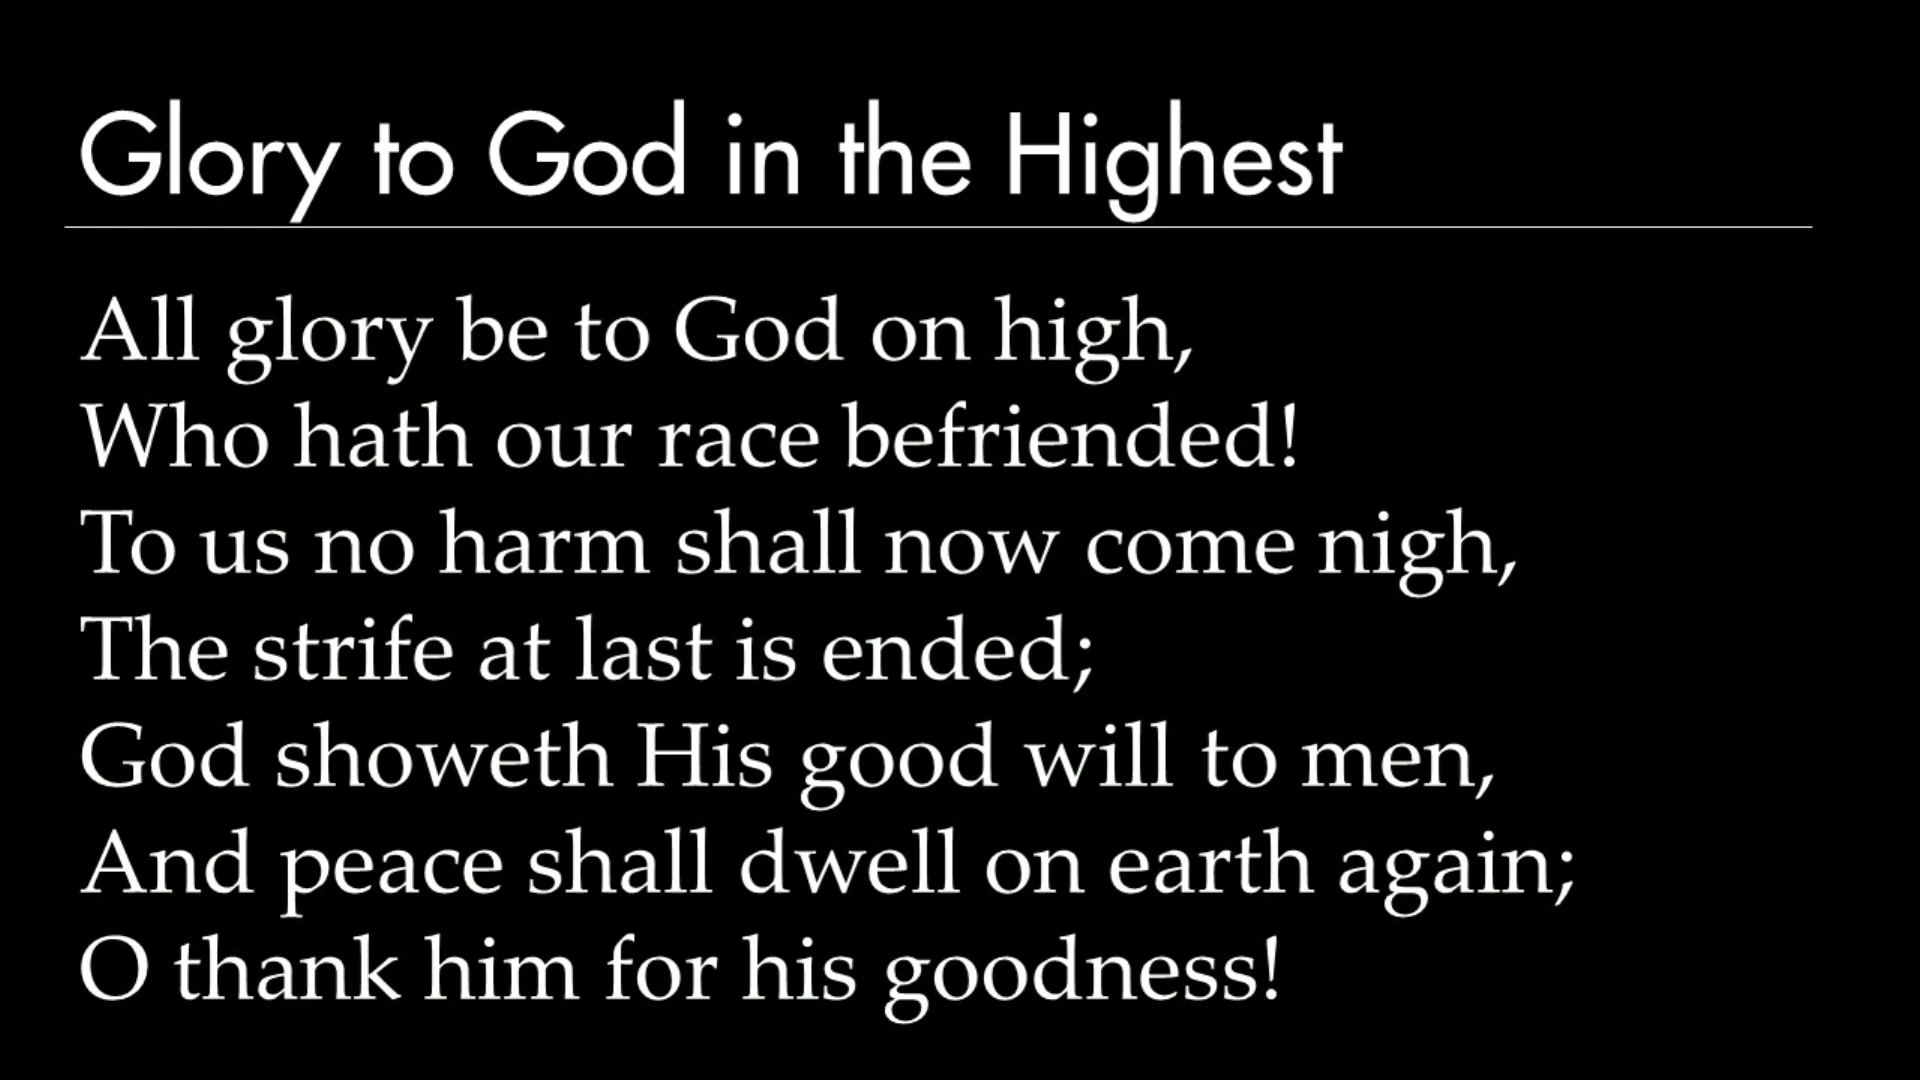 Glory to God in the Highest
All glory be to God on high,
Who hath our race befriended!
To us no harm shall now come nigh,
The strife at last is ended;
God showeth His good will to men,
And peace shall dwell on earth again;
O thank him for his goodness!